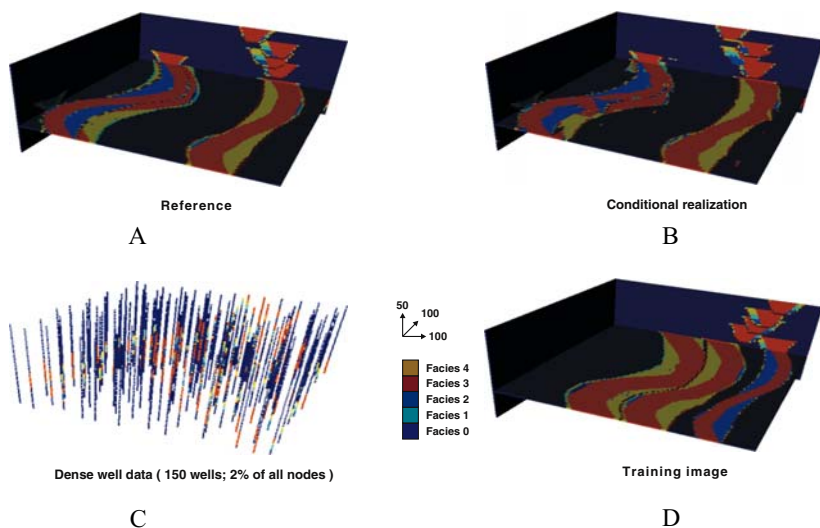 Reference
A
Conditional realization
B
50
100
100
Facies 4
Facies 3
Facies 2
Facies 1
Facies 0
Dense well data ( 150 wells; 2% of all nodes )
C
Training image
D